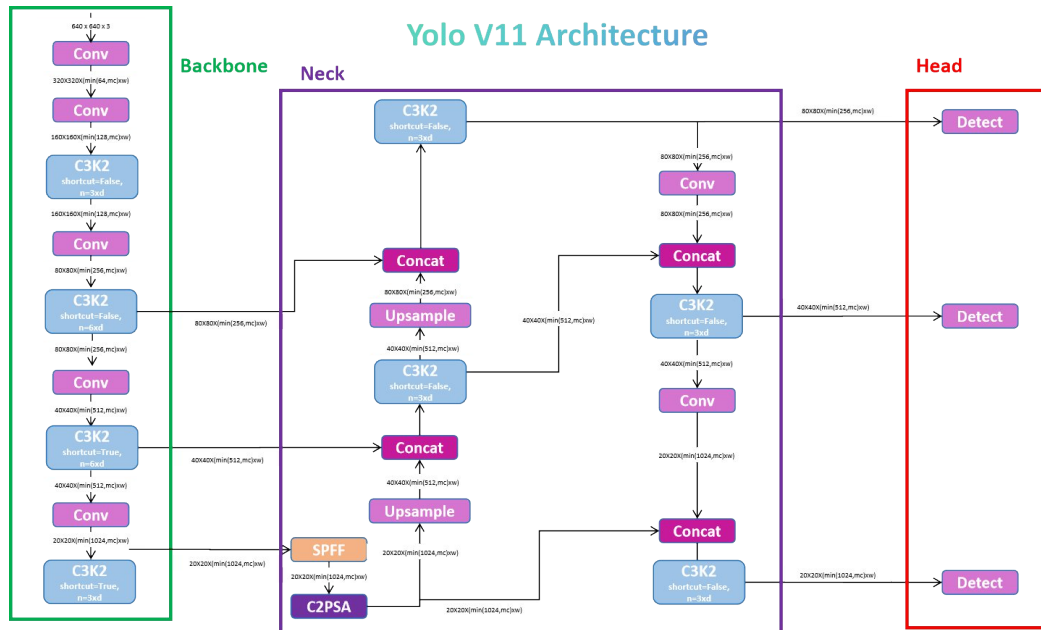 Yolo V11 Architecture
Backbone
640 x 640 x 3
Conv
320X320X(min(64,mc)xw)
Conv
160X160X(min(128,mc)xw)
C3K2
shortcut=False,
n=3xd
160X160X(min(128,mc)xw)
Conv
80X80X(min(256,mc)xw)
C3K2
shortcut=False,
n=6xd
80X80X(min(256,mc)xw)
80X80X(min(256,mc)xw)
Conv
40X40X(min(512,mc)xw)
C3K2
shortcut=True,
n=6xd
40X40X(min(512,mc)xw)
40X40X(min(512,mc)xw)
Conv
20X20X(min(1024,mc)xw)
C3K2
shortcut=True,
n=3xd
20X20X(min(1024,mc)xw)
Neck
C3K2
shortcut=False,
n=3xd
Concat
80X80X(min(256,mc)xw)
Upsample
40X40X(min(512,mc)xw)
C3K2
shortcut=False,
n=3xd
40X40X(min(512,mc)xw)
Concat
40X40X(min(512,mc)xw)
Upsample
20X20X(min(1024,mc)xw)
SPFF
20X20X(min(1024,mc)xw)
C2PSA
20X20X(min(1024,mc)xw)
80X80X(min(256,mc)xw)
Conv
80X80X(min(256,mc)xw)
Concat
C3K2
shortcut=False,
n=3xd
40X40X(min(512,mc)xw)
Conv
20X20X(min(1024,mc)xw)
Concat
C3K2
shortcut=False,
n=3xd
Head
80X80X(min(256,mc)xw)
Detect
40X40X(min(512,mc)xw)
Detect
20X20X(min(1024,mc)xw)
Detect